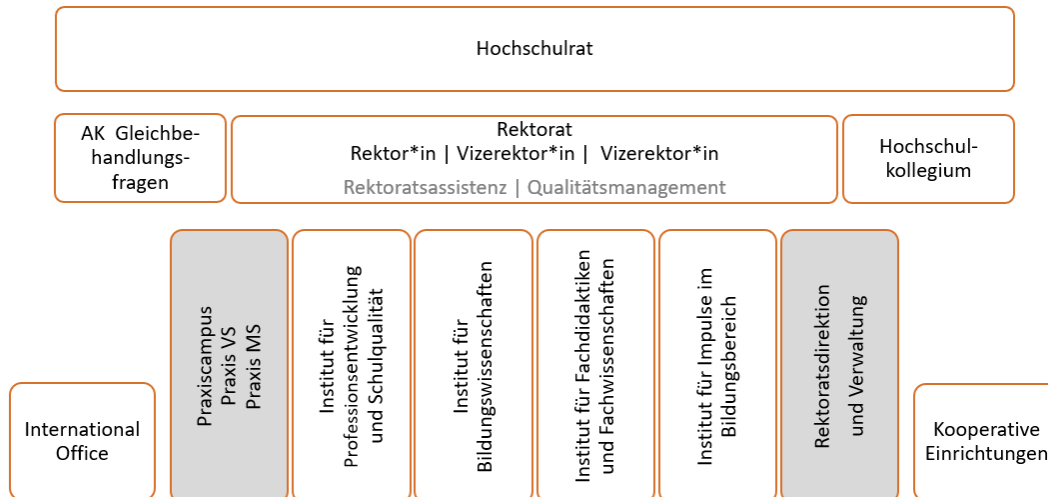 Hochschulrat
AK Gleichbe-
handlungs-
fragen
Rektorat
Rektor*in | Vizerektor*in | Vizerektor*in
Rektoratsassistenz | Qualitätsmanagement
Hochschul-
kollegium
International
Office
Praxiscampus
Praxis VS
Praxis MS
Institut für
Professionsentwicklung
und Schulqualität
Institut für
Bildungswissenschaften
Institut für Fachdidaktiken
und Fachwissenschaften
Institut für Impulse im
Bildungsbereich
Rektoratsdirektion
und Verwaltung
Kooperative
Einrichtungen